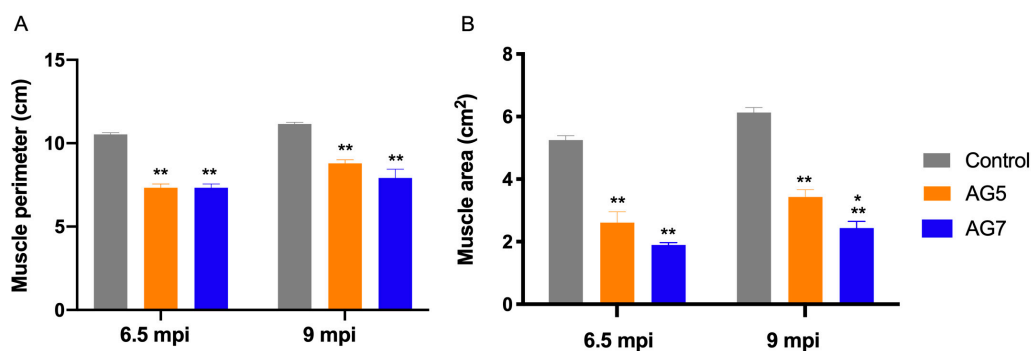 A
Muscle perimeter (cm)
15
10
5
0
** **
** **
6.5 mpi 9 mpi
B
Muscle area (cm²)
8
6
4
2
0
** **
** *
**
6.5 mpi 9 mpi
Control
AG5
AG7